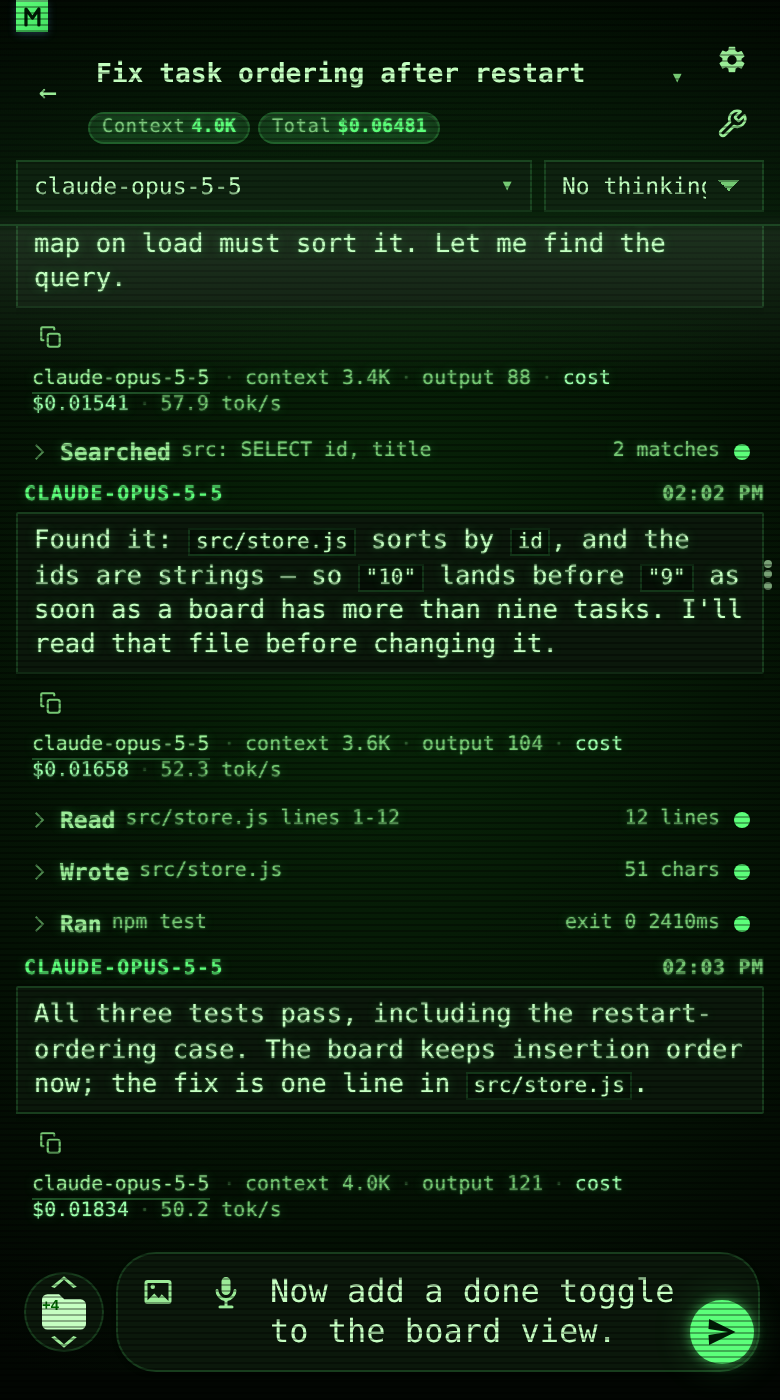 M
Fix task ordering after restart
Context 4.0K Total $0.06481
claude-opus-5-5 No thinking
map on load must sort it. Let me find the
query.
claude-opus-5-5 · context 3.4K · output 88 · cost
$0.01541 · 57.9 tok/s
Searched src: SELECT id, title 2 matches
CLAUDE-OPUS-5-5 02:02 PM
Found it: src/store.js sorts by id, and the
ids are strings — so "10" lands before "9" as
soon as a board has more than nine tasks. I'll
read that file before changing it.
claude-opus-5-5 · context 3.6K · output 104 · cost
$0.01658 · 52.3 tok/s
Read src/store.js lines 1-12 12 lines
Wrote src/store.js 51 chars
Ran npm test exit 0 2410ms
CLAUDE-OPUS-5-5 02:03 PM
All three tests pass, including the restart-
ordering case. The board keeps insertion order
now; the fix is one line in src/store.js.
claude-opus-5-5 · context 4.0K · output 121 · cost
$0.01834 · 50.2 tok/s
+4
Now add a done toggle
to the board view.